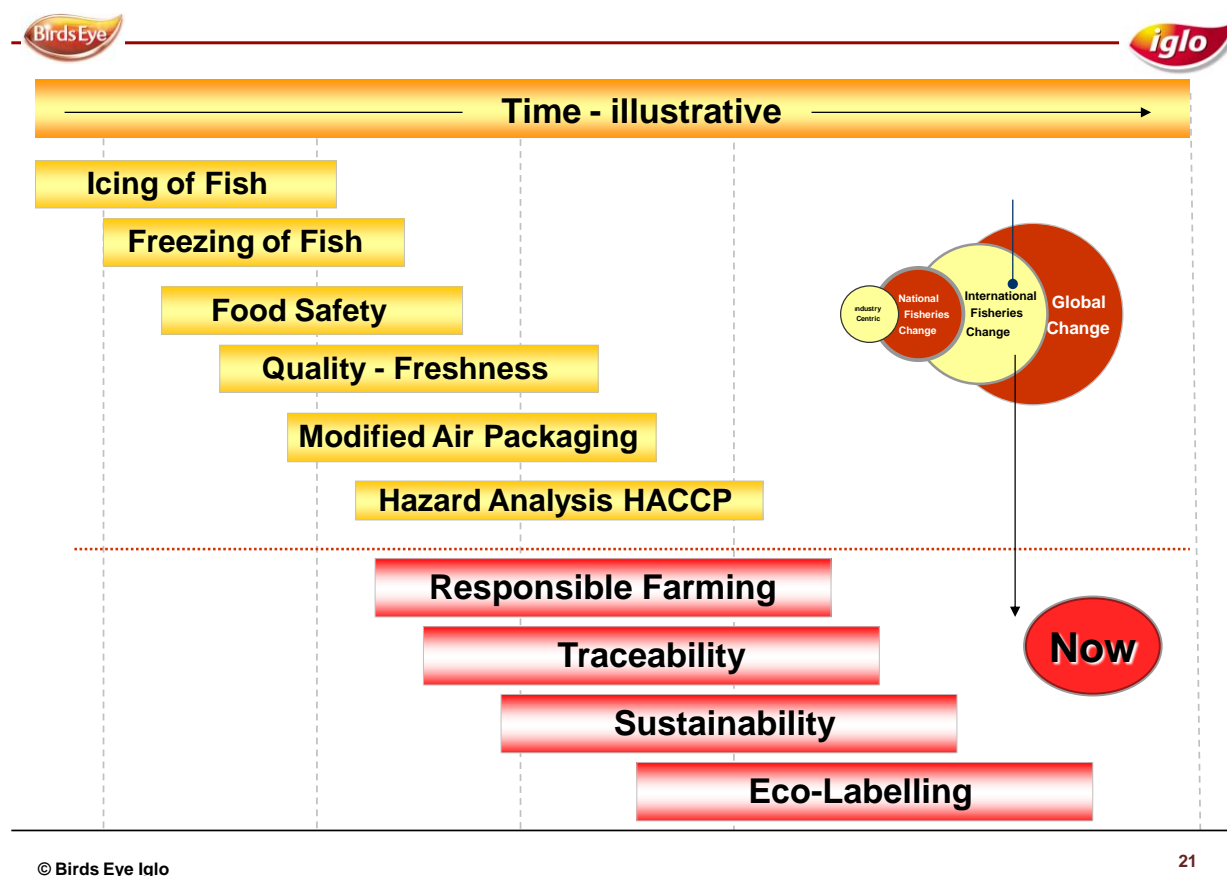 Birds Eye
iglo
Time - illustrative
Icing of Fish
Freezing of Fish
Food Safety
Quality - Freshness
Modified Air Packaging
Hazard Analysis HACCP
Industry
Centric
National
Fisheries
Change
International
Fisheries
Change
Global
Change
Responsible Farming
Traceability
Sustainability
Eco-Labelling
Now
© Birds Eye Iglo
21